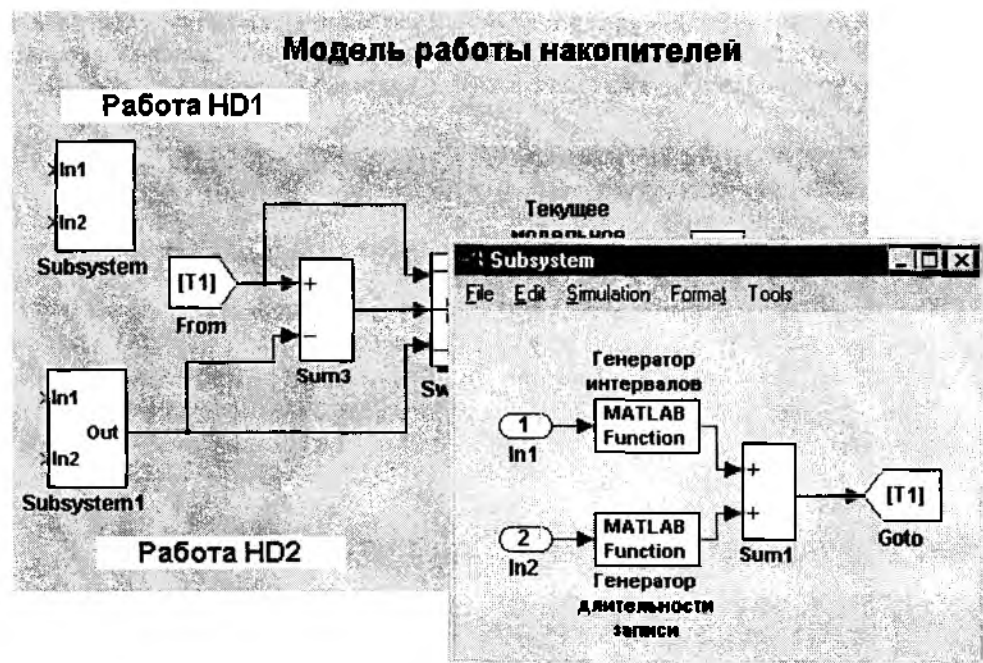 Модель работы накопителей
Работа HD1
In1
In2
Subsystem
[T1]
From
+
−
Sum3
Текущее
модельное
Sw
In1
Out
In2
Subsystem1
Работа HD2
Subsystem
File Edit Simulation Format Tools
Генератор
интервалов
1
In1
MATLAB
Function
+
+
Sum1
[T1]
Goto
2
In2
MATLAB
Function
Генератор
длительности
записи